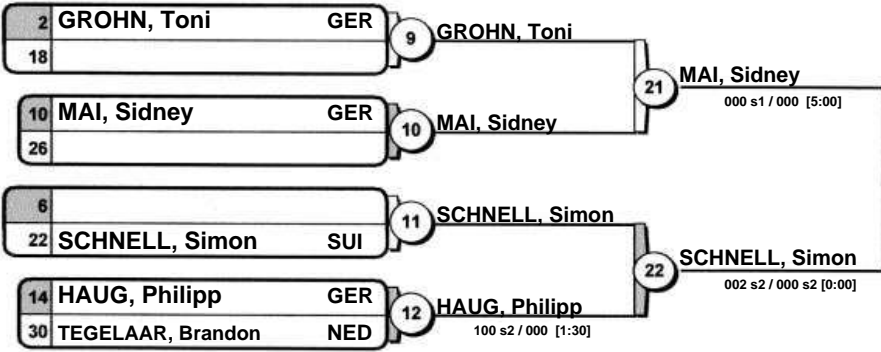 2 GROHN, Toni GER
18
9 GROHN, Toni
10 MAI, Sidney GER
26
10 MAI, Sidney
21 MAI, Sidney
000 s1 / 000 [5:00]
6
22 SCHNELL, Simon SUI
11 SCHNELL, Simon
14 HAUG, Philipp GER
30 TEGELAAR, Brandon NED
12 HAUG, Philipp
100 s2 / 000 [1:30]
22 SCHNELL, Simon
002 s2 / 000 s2 [0:00]